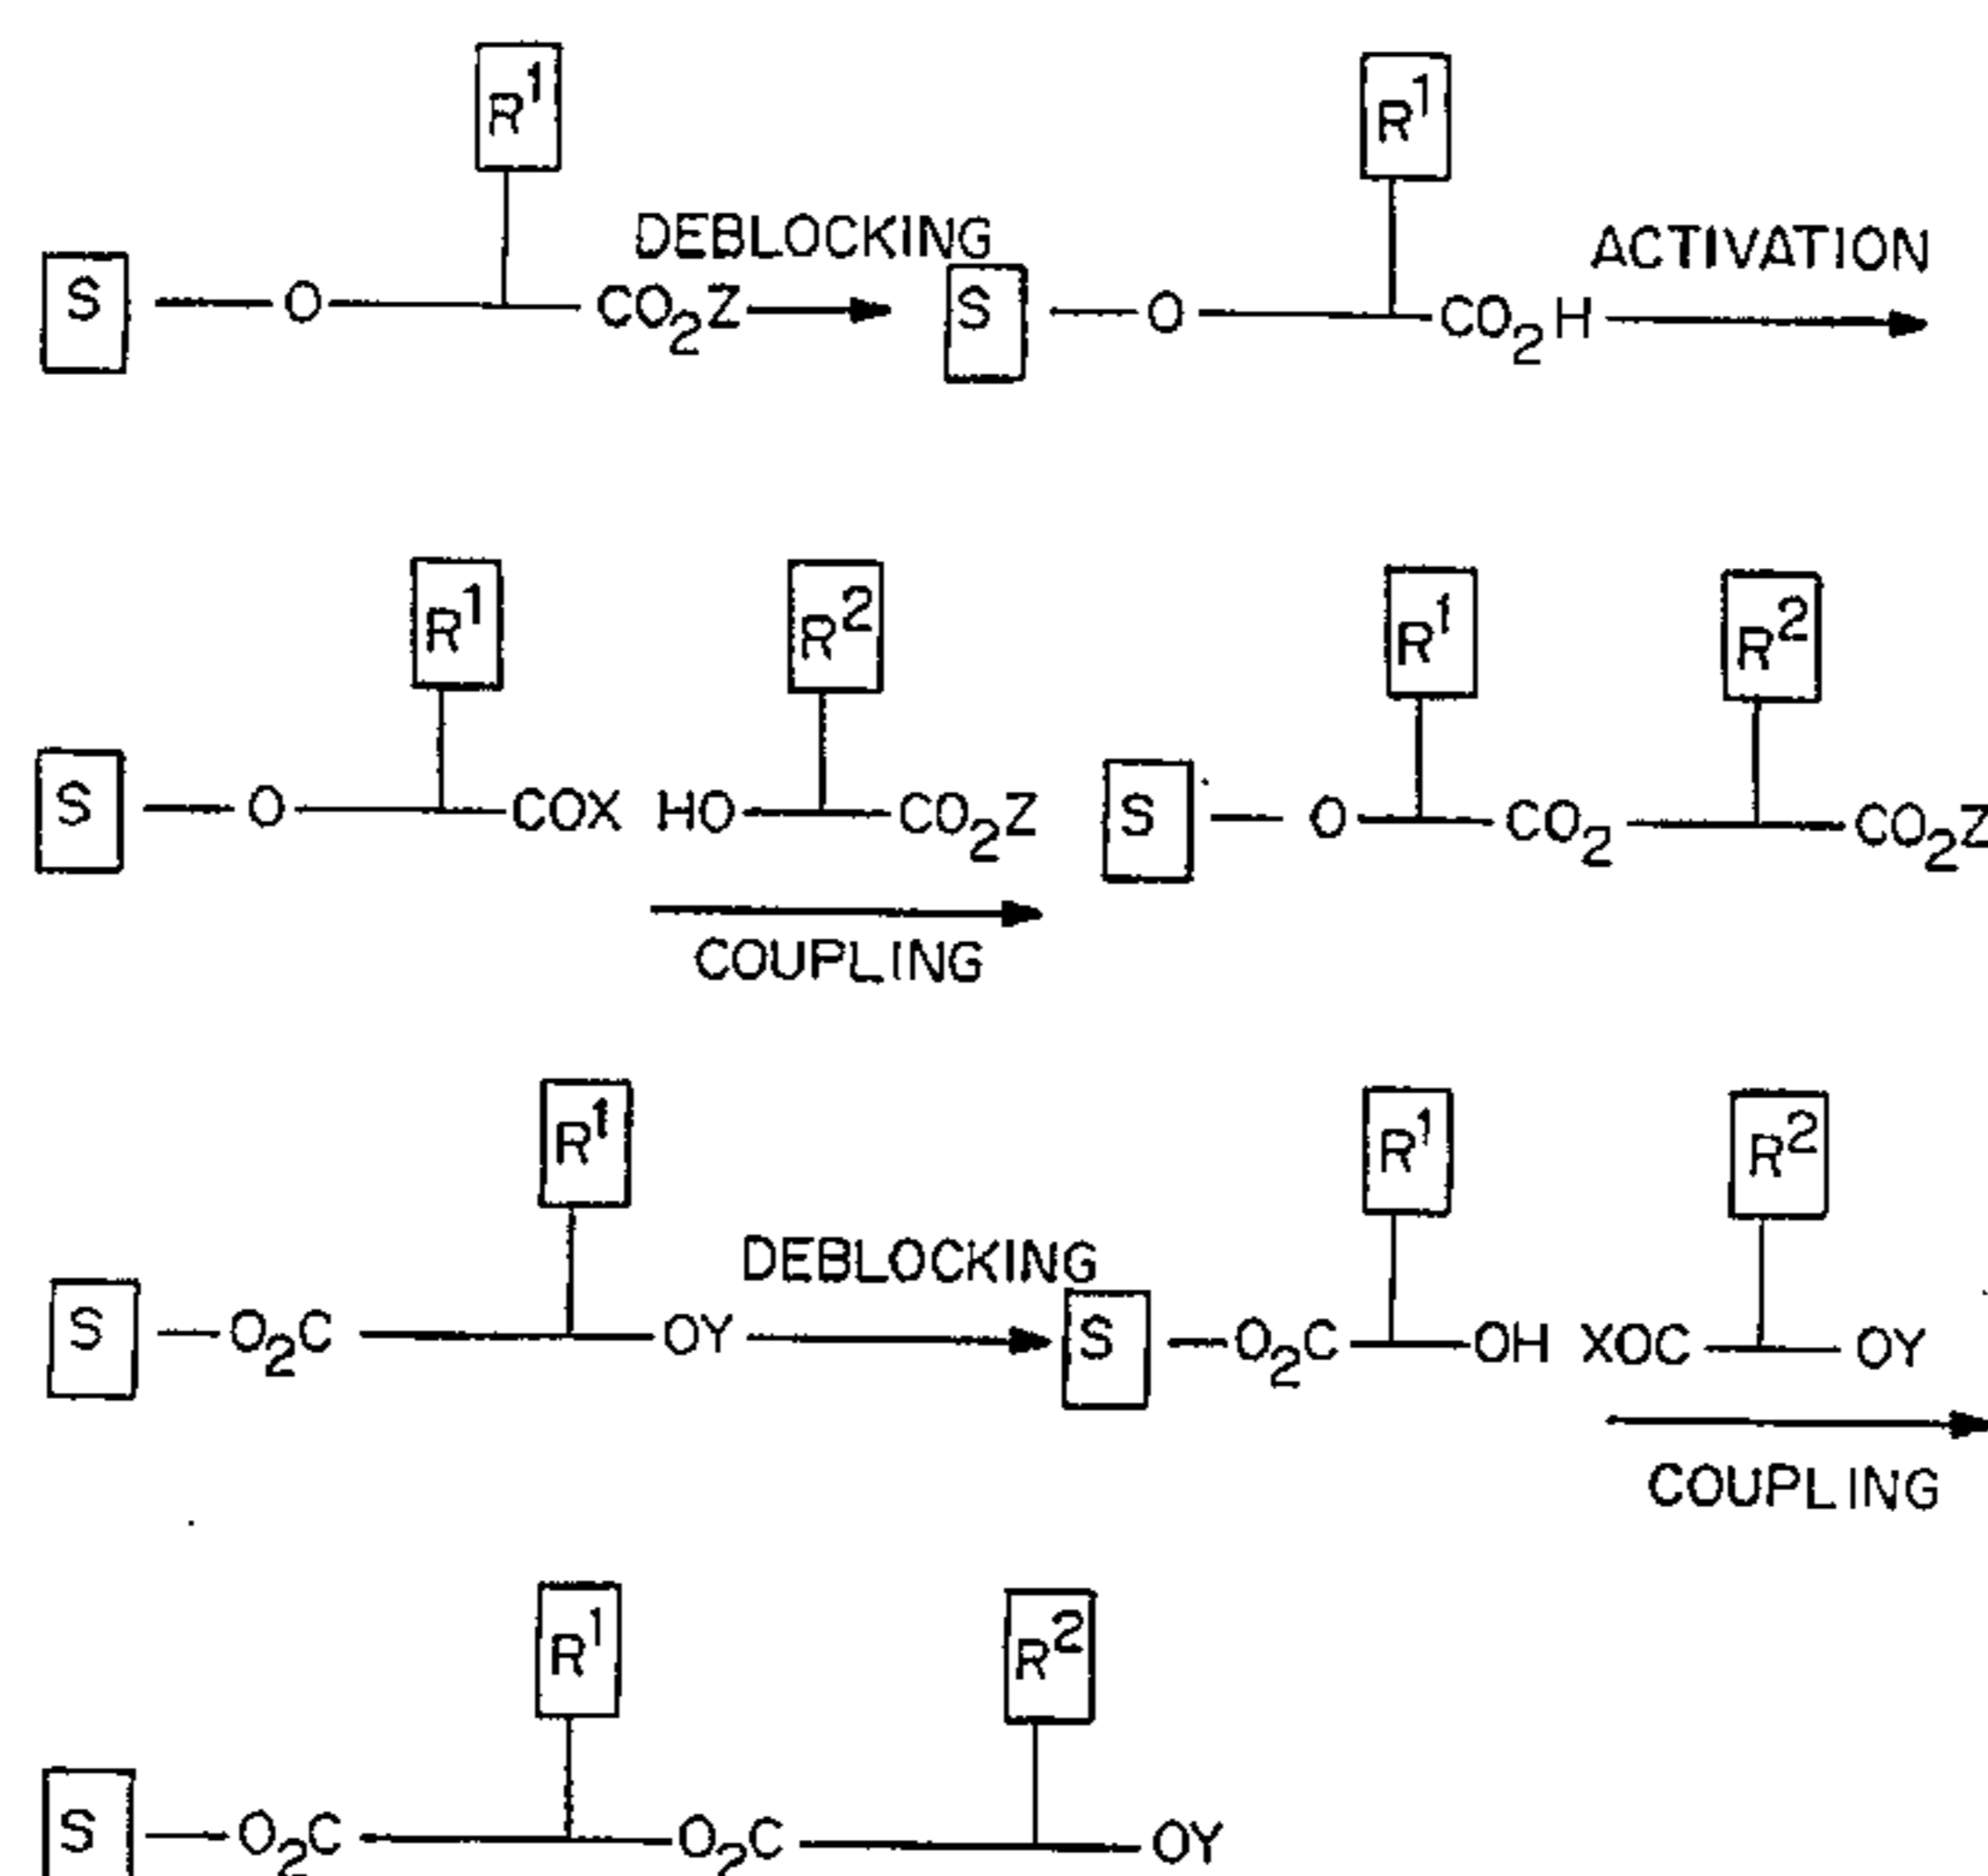 R¹ R¹
DEBLOCKING ACTIVATION
S O CO₂Z S O CO₂H
R¹ R² R¹ R²
S O COX HO CO₂Z S O CO₂ CO₂Z
COUPLING
R¹ R¹ R²
DEBLOCKING
S O₂C OY S O₂C OH XOC OY
COUPLING
R¹ R²
S O₂C O₂C OY